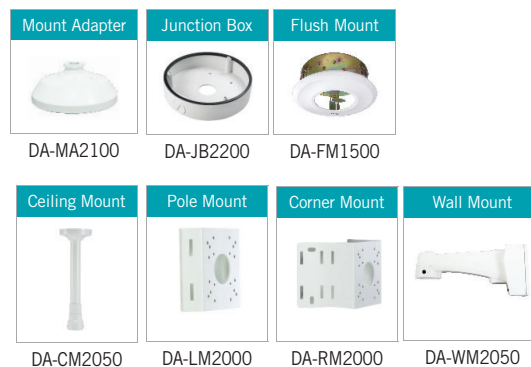 Mount Adapter Junction Box Flush Mount
DA-MA2100 DA-JB2200 DA-FM1500
Ceiling Mount Pole Mount Corner Mount Wall Mount
DA-CM2050 DA-LM2000 DA-RM2000 DA-WM2050